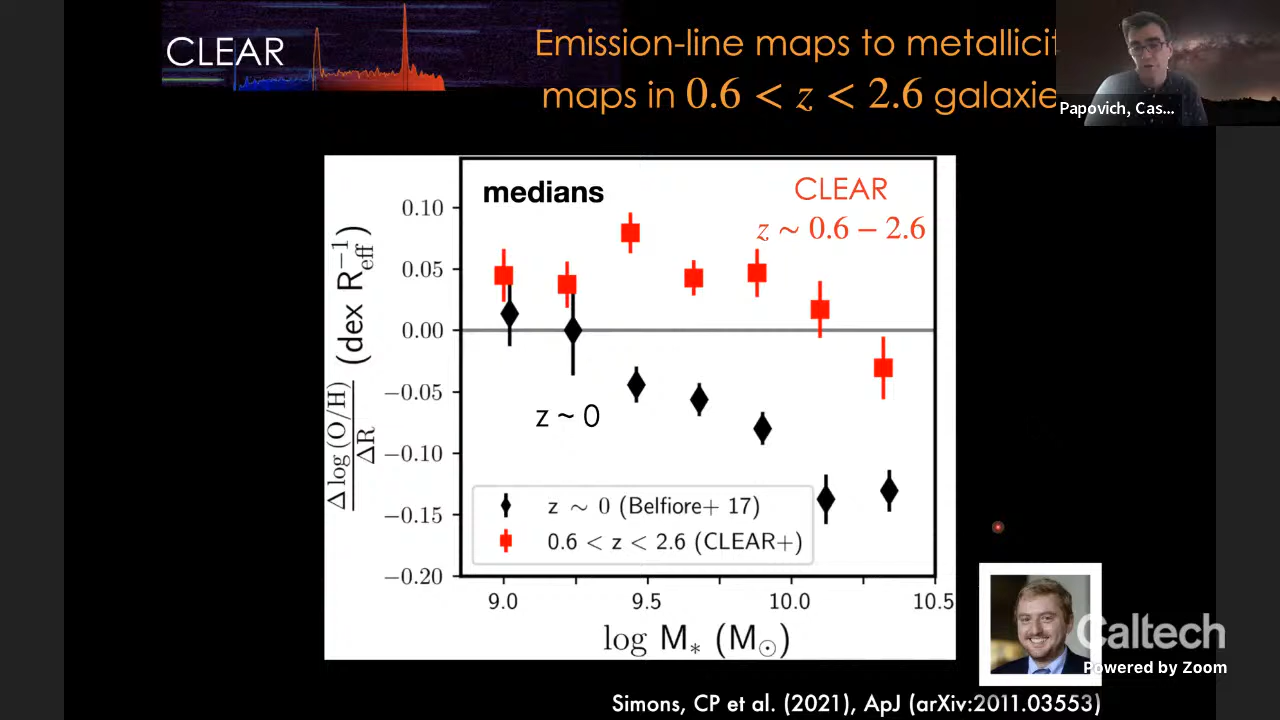 CLEAR
Emission-line maps to metallicit
maps in 0.6 < z < 2.6 galaxie
Papovich, Cas...
medians
CLEAR
z ~ 0.6 − 2.6
0.10
0.05
0.00
−0.05
−0.10
−0.15
−0.20
Δ log (O/H)
ΔR
(dex R_eff^−1)
z ~ 0
z ~ 0 (Belfiore+ 17)
0.6 < z < 2.6 (CLEAR+)
9.0 9.5 10.0 10.5
log M* (M⊙)
Caltech
Powered by Zoom
Simons, CP et al. (2021), ApJ (arXiv:2011.03553)